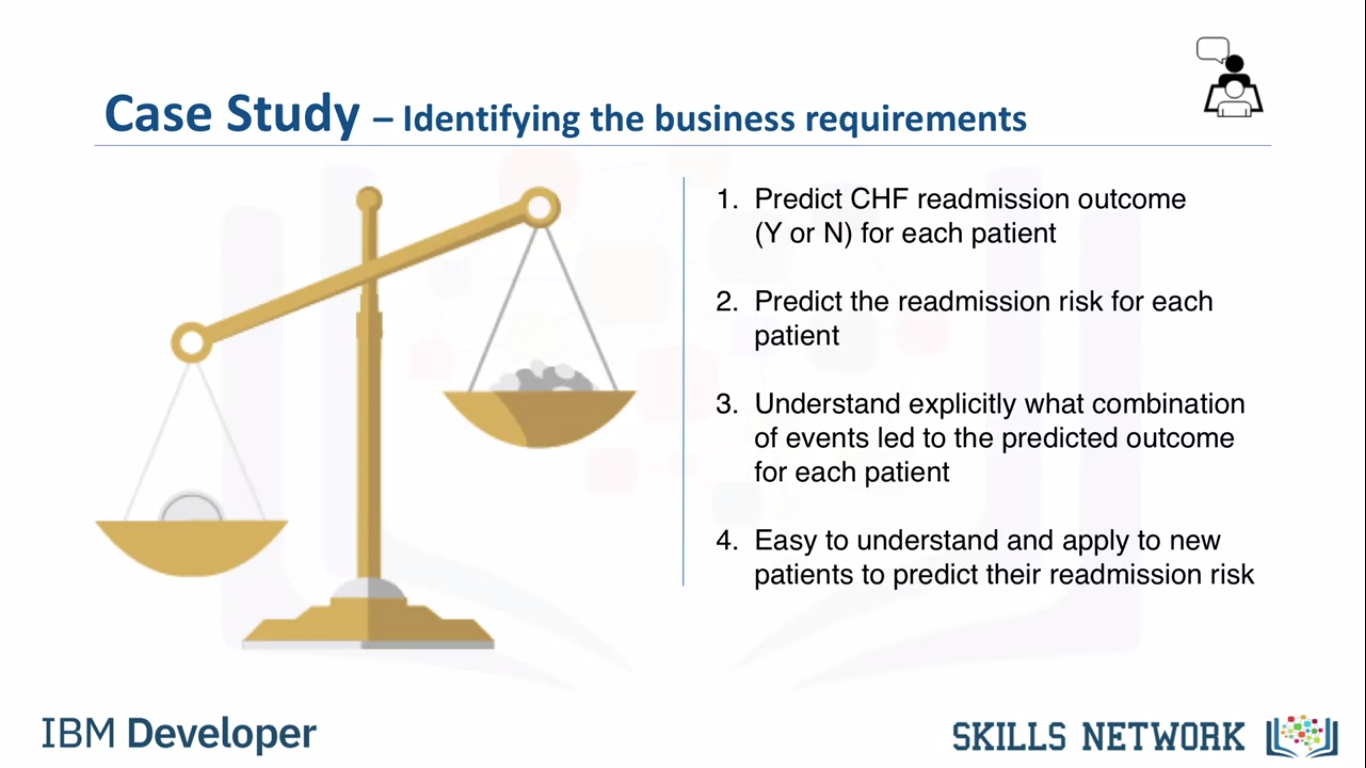 Case Study – Identifying the business requirements
1. Predict CHF readmission outcome
(Y or N) for each patient
2. Predict the readmission risk for each
patient
3. Understand explicitly what combination
of events led to the predicted outcome
for each patient
4. Easy to understand and apply to new
patients to predict their readmission risk
IBM Developer
SKILLS NETWORK